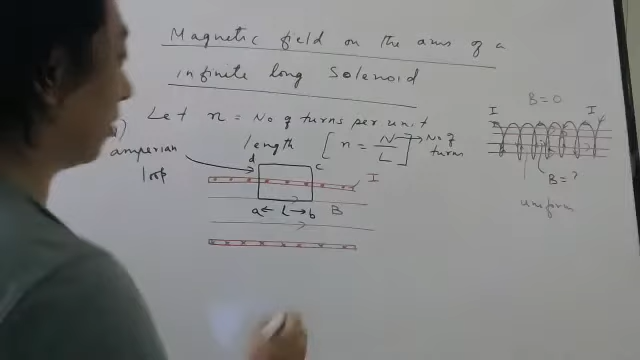 Magnetic field on the axis of a
infinite long Solenoid
Let n = No of turns per unit
length [n = N/L] → No of turns
amperian
loop
d c
I
a ← L → b B
B = 0
I I
B = ?
uniform